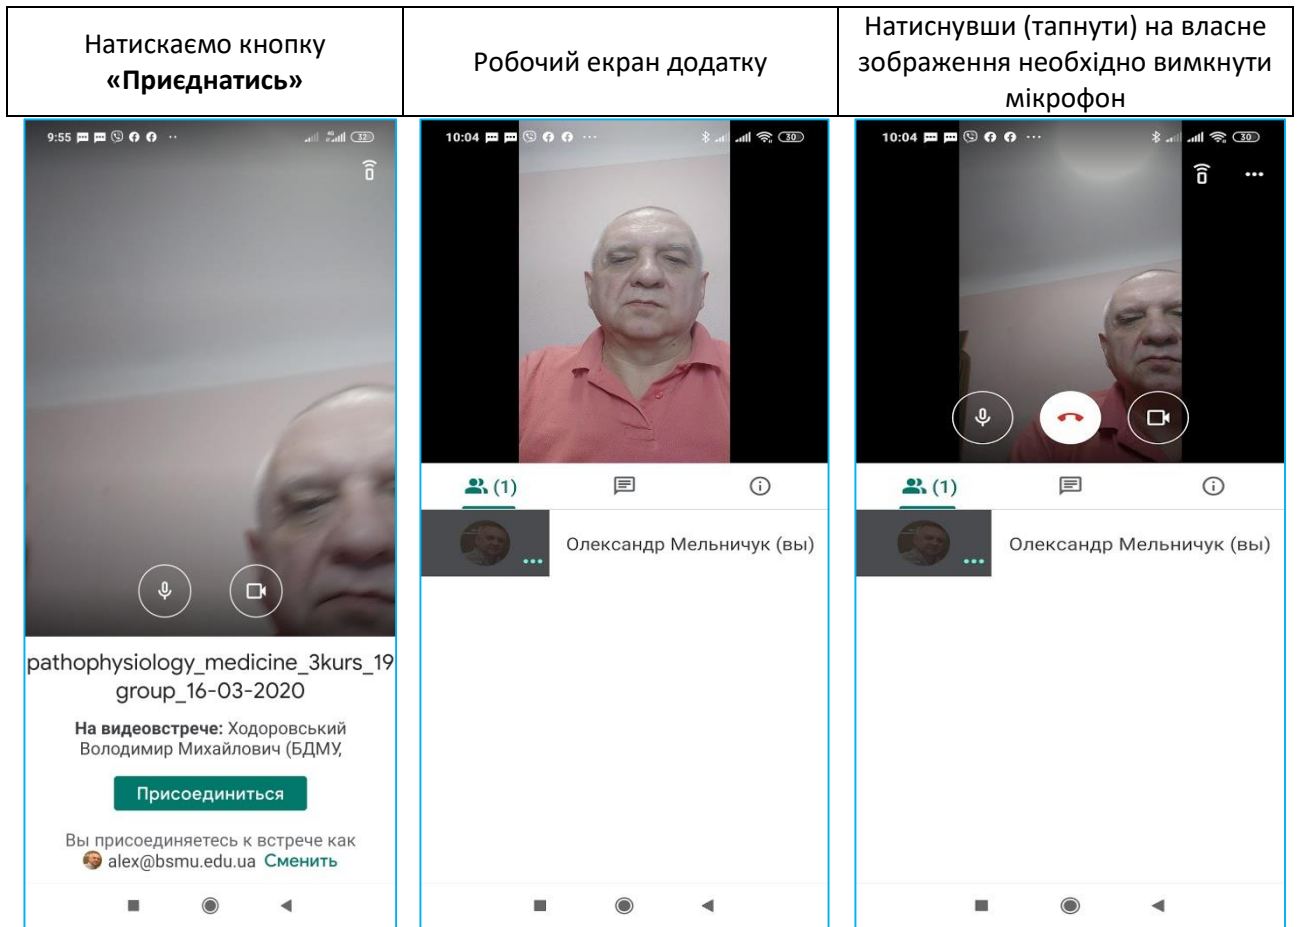 Натискаємо кнопку
«Приєднатись»
Робочий екран додатку
Натиснувши (тапнути) на власне
зображення необхідно вимкнути
мікрофон
9:55
4G
32
pathophysiology_medicine_3kurs_19
group_16-03-2020
На видеовстрече: Ходоровський
Володимир Михайлович (БДМУ,
Присоединиться
Вы присоединяетесь к встрече как
alex@bsmu.edu.ua Сменить
10:04
30
(1)
Олександр Мельничук (вы)
10:04
30
(1)
Олександр Мельничук (вы)